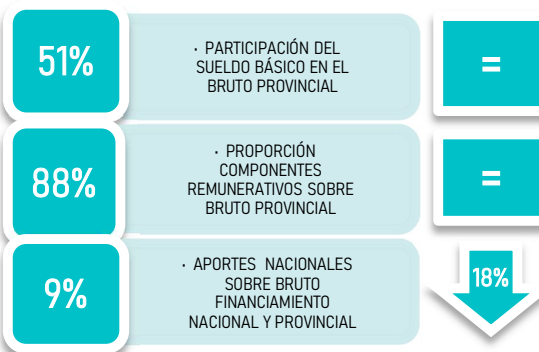 51%
· PARTICIPACIÓN DEL
SUELDO BÁSICO EN EL
BRUTO PROVINCIAL
=
88%
· PROPORCIÓN
COMPONENTES
REMUNERATIVOS SOBRE
BRUTO PROVINCIAL
=
9%
· APORTES NACIONALES
SOBRE BRUTO
FINANCIAMIENTO
NACIONAL Y PROVINCIAL
18%